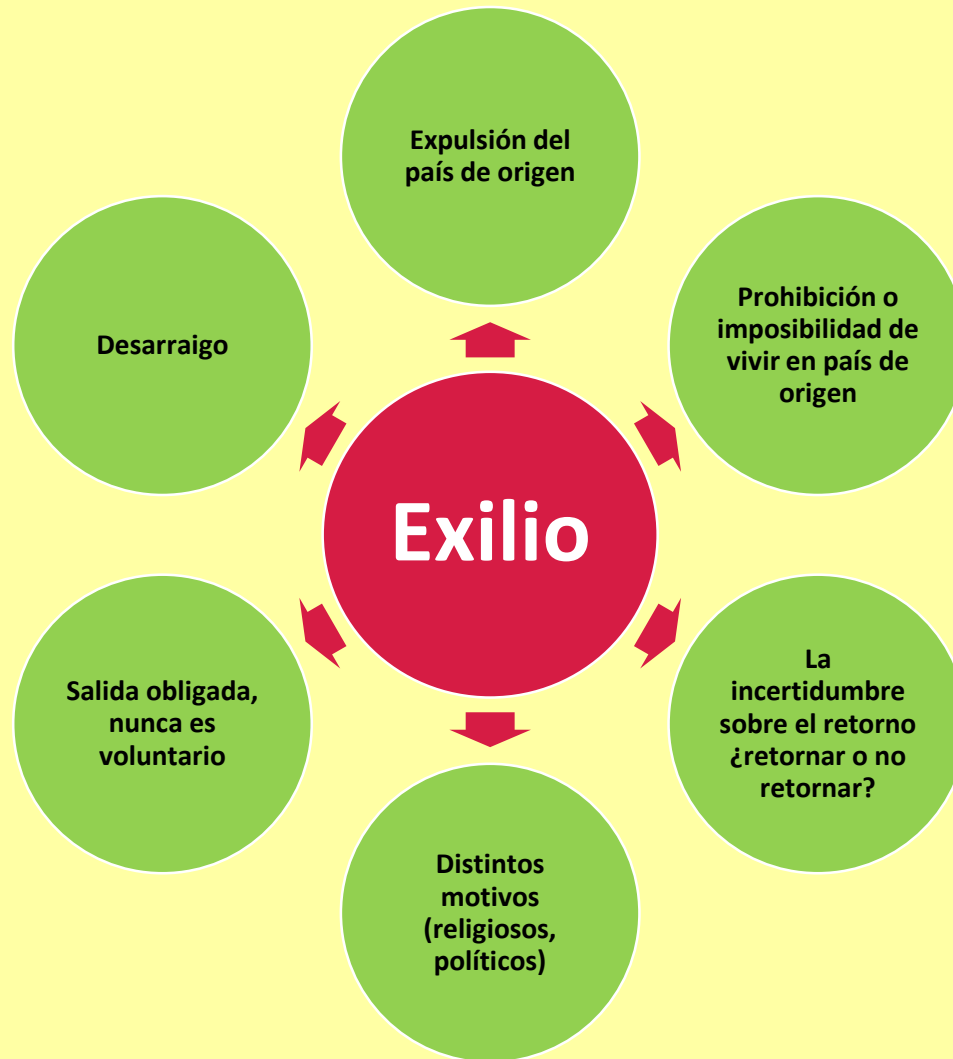 Expulsión del
país de origen
Prohibición o
imposibilidad de
vivir en país de
origen
Desarraigo
Exilio
La
incertidumbre
sobre el retorno
¿retornar o no
retornar?
Salida obligada,
nunca es
voluntario
Distintos
motivos
(religiosos,
políticos)